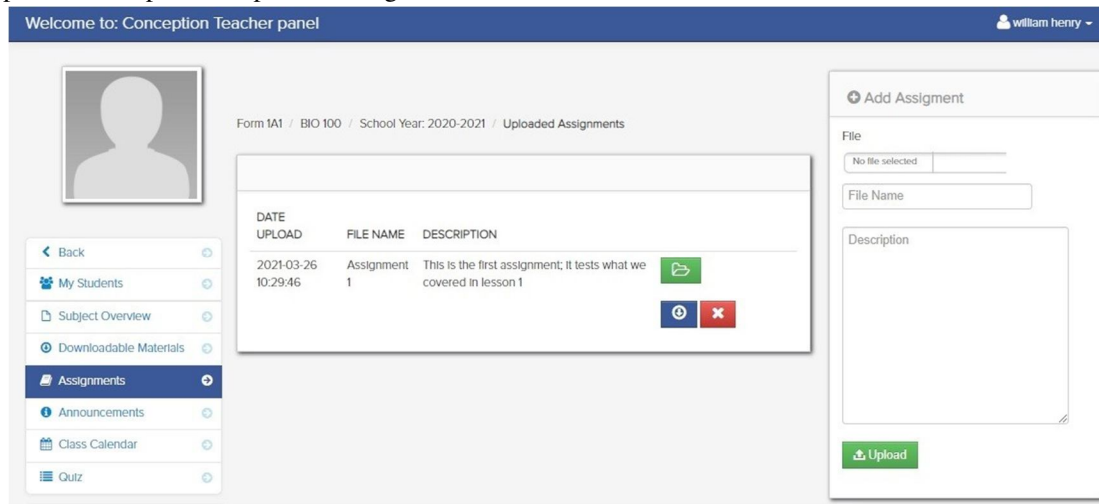 Welcome to: Conception Teacher panel
william henry
Form 1A1 / BIO 100 / School Year: 2020-2021 / Uploaded Assignments
DATE
UPLOAD FILE NAME DESCRIPTION
2021-03-26 Assignment This is the first assignment; it tests what we
10:29:46 1 covered in lesson 1
Back
My Students
Subject Overview
Downloadable Materials
Assignments
Announcements
Class Calendar
Quiz
Add Assigment
File
No file selected
File Name
Description
Upload